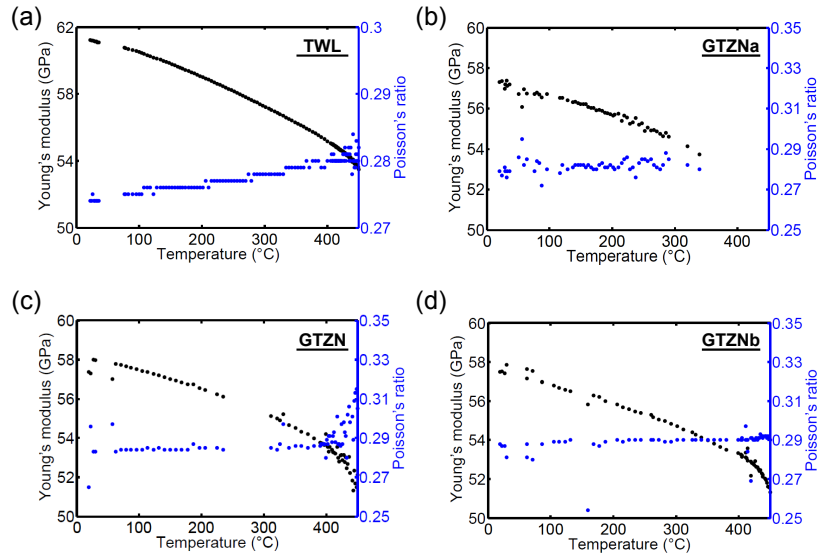 (a)
TWL
Young's modulus (GPa)
62
58
54
50
0 100 200 300 400
Temperature (°C)
0.3
0.29
0.28
0.27
Poisson's ratio
(b)
GTZNa
Young's modulus (GPa)
60
58
56
54
52
50
0 100 200 300 400
Temperature (°C)
0.35
0.33
0.31
0.29
0.27
0.25
Poisson's ratio
(c)
GTZN
Young's modulus (GPa)
60
58
56
54
52
50
0 100 200 300 400
Temperature (°C)
0.35
0.33
0.31
0.29
0.27
0.25
Poisson's ratio
(d)
GTZNb
Young's modulus (GPa)
60
58
56
54
52
50
0 100 200 300 400
Temperature (°C)
0.35
0.33
0.31
0.29
0.27
0.25
Poisson's ratio